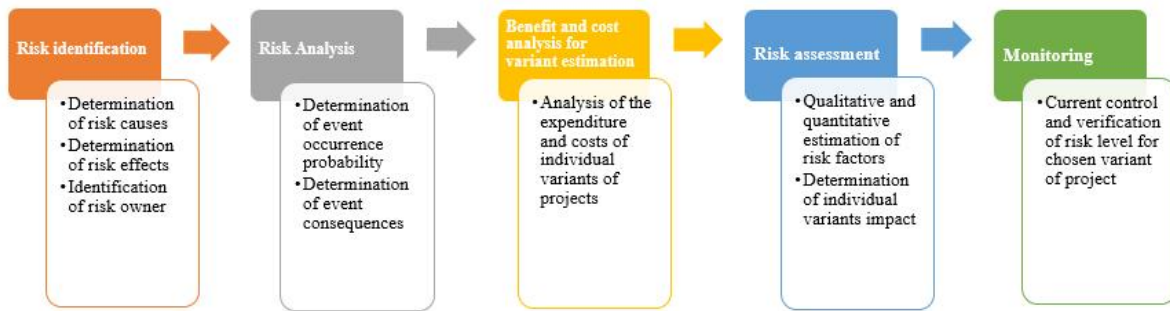 Risk identification
• Determination
of risk causes
• Determination
of risk effects
• Identification
of risk owner
Risk Analysis
• Determination
of event
occurrence
probability
• Determination
of event
consequences
Benefit and cost
analysis for
variant estimation
• Analysis of the
expenditure
and costs of
individual
variants of
projects
Risk assessment
• Qualitative and
quantitative
estimation of
risk factors
• Determination
of individual
variants impact
Monitoring
• Current control
and verification
of risk level for
chosen variant
of project